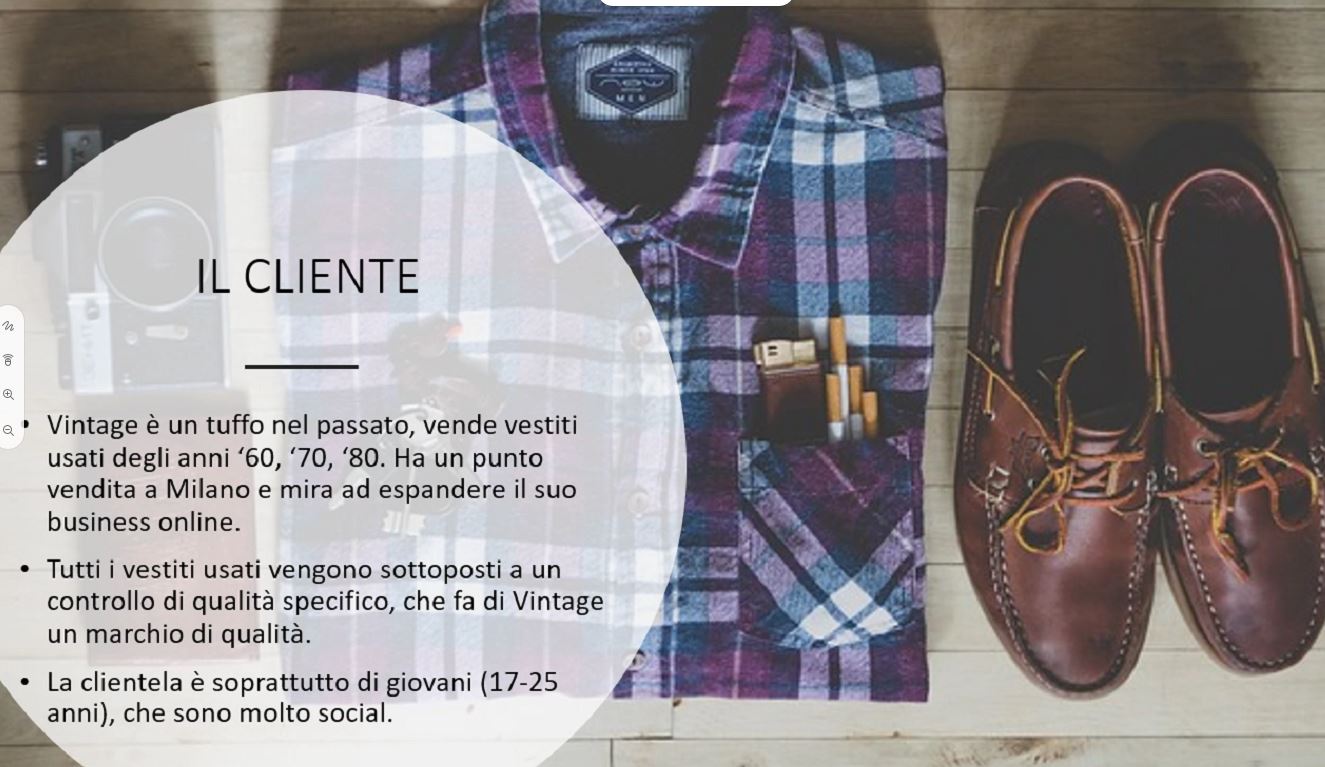 MEN
IL CLIENTE
• Vintage è un tuffo nel passato, vende vestiti
usati degli anni ‘60, ‘70, ‘80. Ha un punto
vendita a Milano e mira ad espandere il suo
business online.
• Tutti i vestiti usati vengono sottoposti a un
controllo di qualità specifico, che fa di Vintage
un marchio di qualità.
• La clientela è soprattutto di giovani (17-25
anni), che sono molto social.